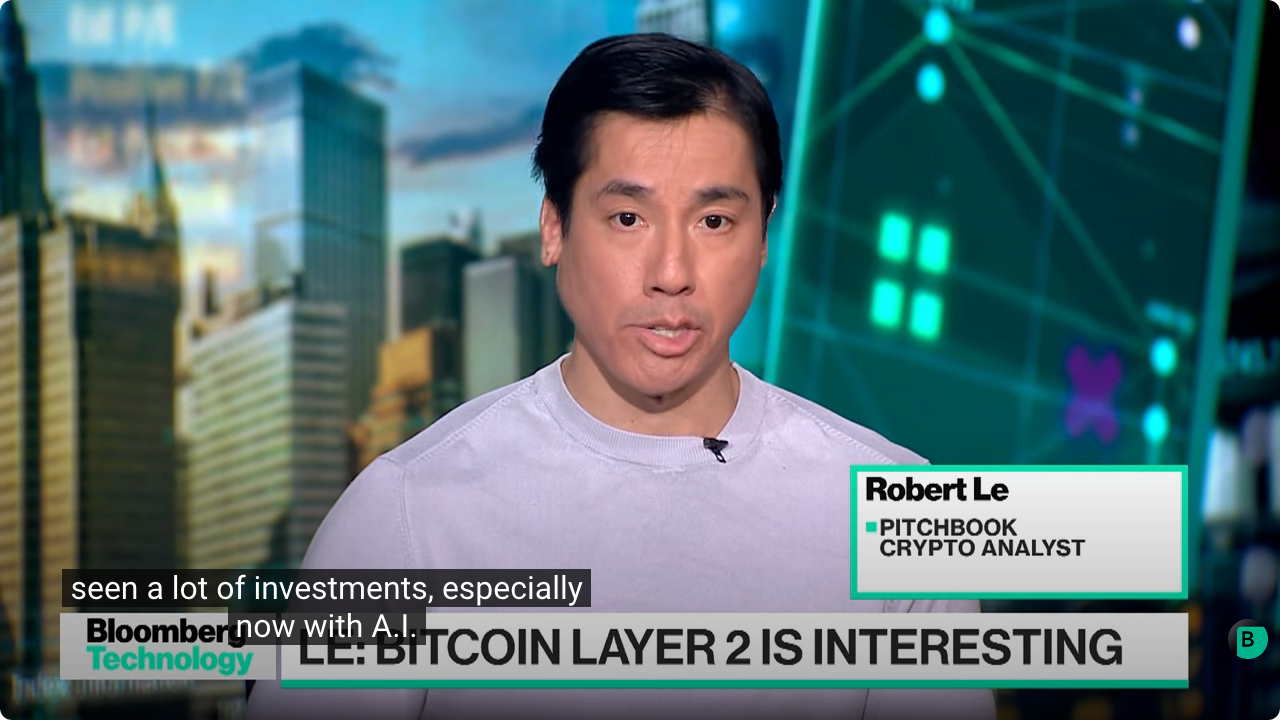 Robert Le
PITCHBOOK
CRYPTO ANALYST
seen a lot of investments, especially
now with A.I.
Bloomberg
Technology
LE: BITCOIN LAYER 2 IS INTERESTING
B